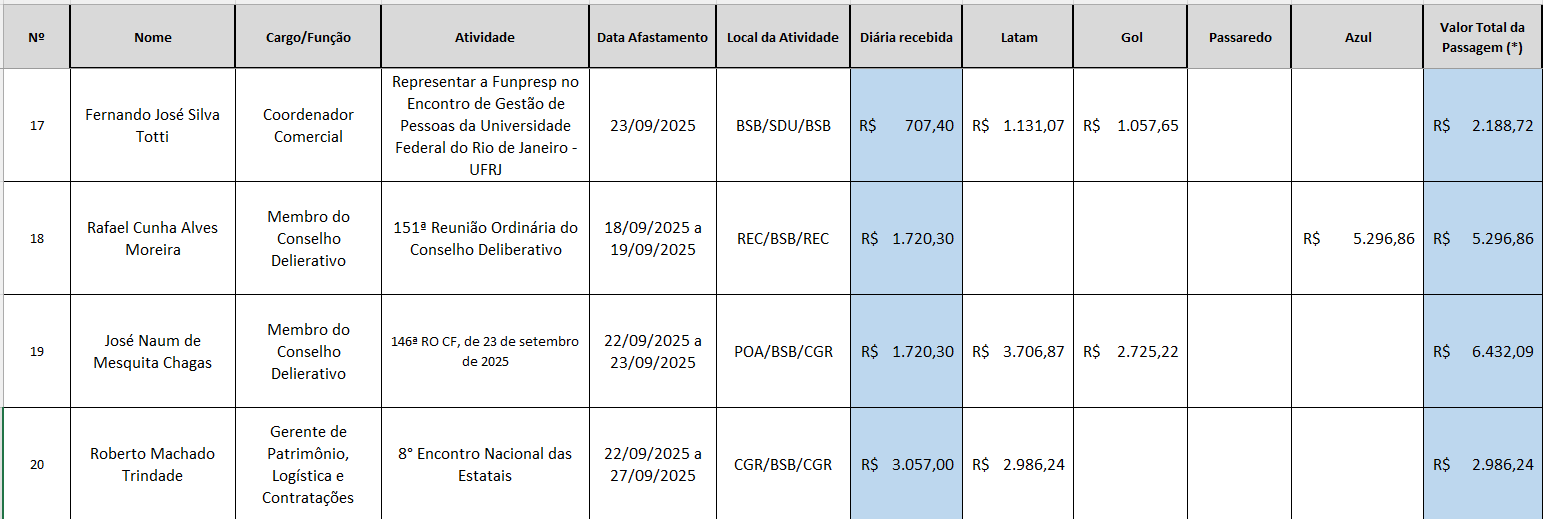 Nº Nome Cargo/Função Atividade Data Afastamento Local da Atividade Diária recebida Latam Gol Passaredo Azul Valor Total da
Passagem (*)
17
Fernando José Silva
Totti
Coordenador
Comercial
Representar a Funpresp no
Encontro de Gestão de
Pessoas da Universidade
Federal do Rio de Janeiro -
UFRJ
23/09/2025
BSB/SDU/BSB
R$ 707,40
R$ 1.131,07
R$ 1.057,65
R$ 2.188,72
18
Rafael Cunha Alves
Moreira
Membro do
Conselho
Delierativo
151ª Reunião Ordinária do
Conselho Deliberativo
18/09/2025 a
19/09/2025
REC/BSB/REC
R$ 1.720,30
R$ 5.296,86
R$ 5.296,86
19
José Naum de
Mesquita Chagas
Membro do
Conselho
Delierativo
146ª RO CF, de 23 de setembro
de 2025
22/09/2025 a
23/09/2025
POA/BSB/CGR
R$ 1.720,30
R$ 3.706,87
R$ 2.725,22
R$ 6.432,09
20
Roberto Machado
Trindade
Gerente de
Patrimônio,
Logística e
Contratações
8° Encontro Nacional das
Estatais
22/09/2025 a
27/09/2025
CGR/BSB/CGR
R$ 3.057,00
R$ 2.986,24
R$ 2.986,24